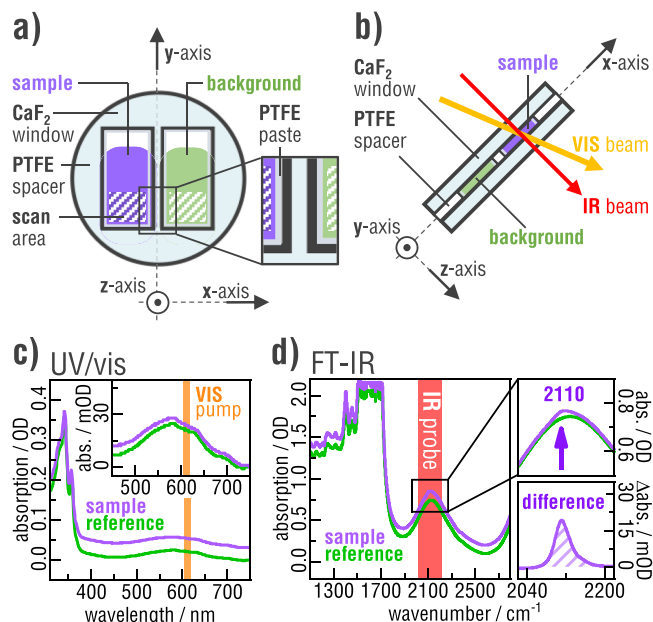 a)
y-axis
sample
background
CaF₂
window
PTFE
spacer
scan
area
PTFE
paste
z-axis
x-axis
b)
sample
x-axis
CaF₂
window
PTFE
spacer
VIS
beam
IR
beam
y-axis
background
z-axis
c) UV/vis
absorption / OD
0.4
0.3
0.2
0.1
0.0
abs. / mOD
30
15
0
VIS
pump
500 600 700
sample
reference
400 500 600 700
wavelength / nm
d) FT-IR
absorption / OD
2.0
1.5
1.0
0.5
0.0
IR probe
sample
reference
1300 1700 2100 2500 29
wavenumber / cm⁻¹
2110
0.8
0.6
abs. / OD
difference
30
15
0
Δabs. / mOD
2040 2200